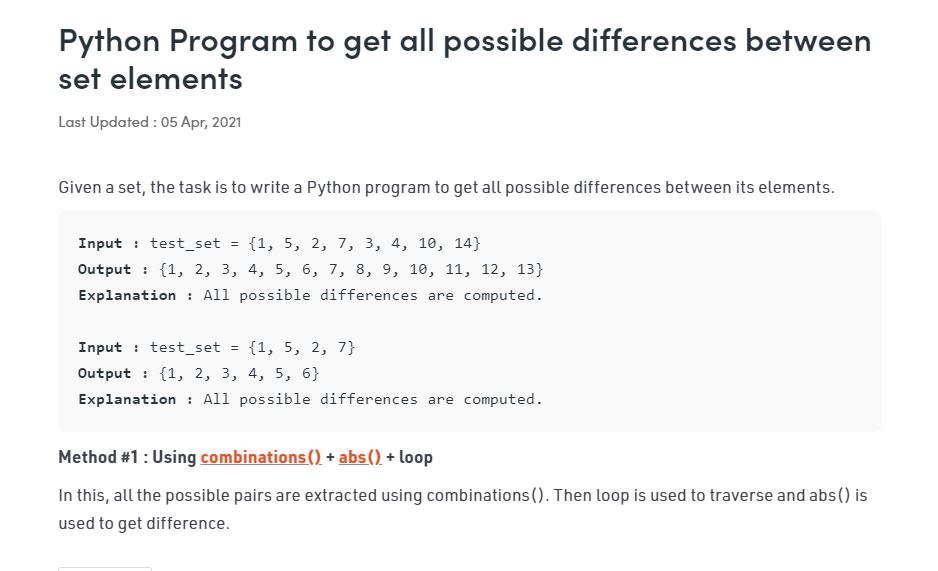 Python Program to get all possible differences between
set elements
Last Updated : 05 Apr, 2021
Given a set, the task is to write a Python program to get all possible differences between its elements.
Input : test_set = {1, 5, 2, 7, 3, 4, 10, 14}
Output : {1, 2, 3, 4, 5, 6, 7, 8, 9, 10, 11, 12, 13}
Explanation : All possible differences are computed.
Input : test_set = {1, 5, 2, 7}
Output : {1, 2, 3, 4, 5, 6}
Explanation : All possible differences are computed.
Method #1 : Using combinations() + abs() + loop
In this, all the possible pairs are extracted using combinations(). Then loop is used to traverse and abs() is
used to get difference.